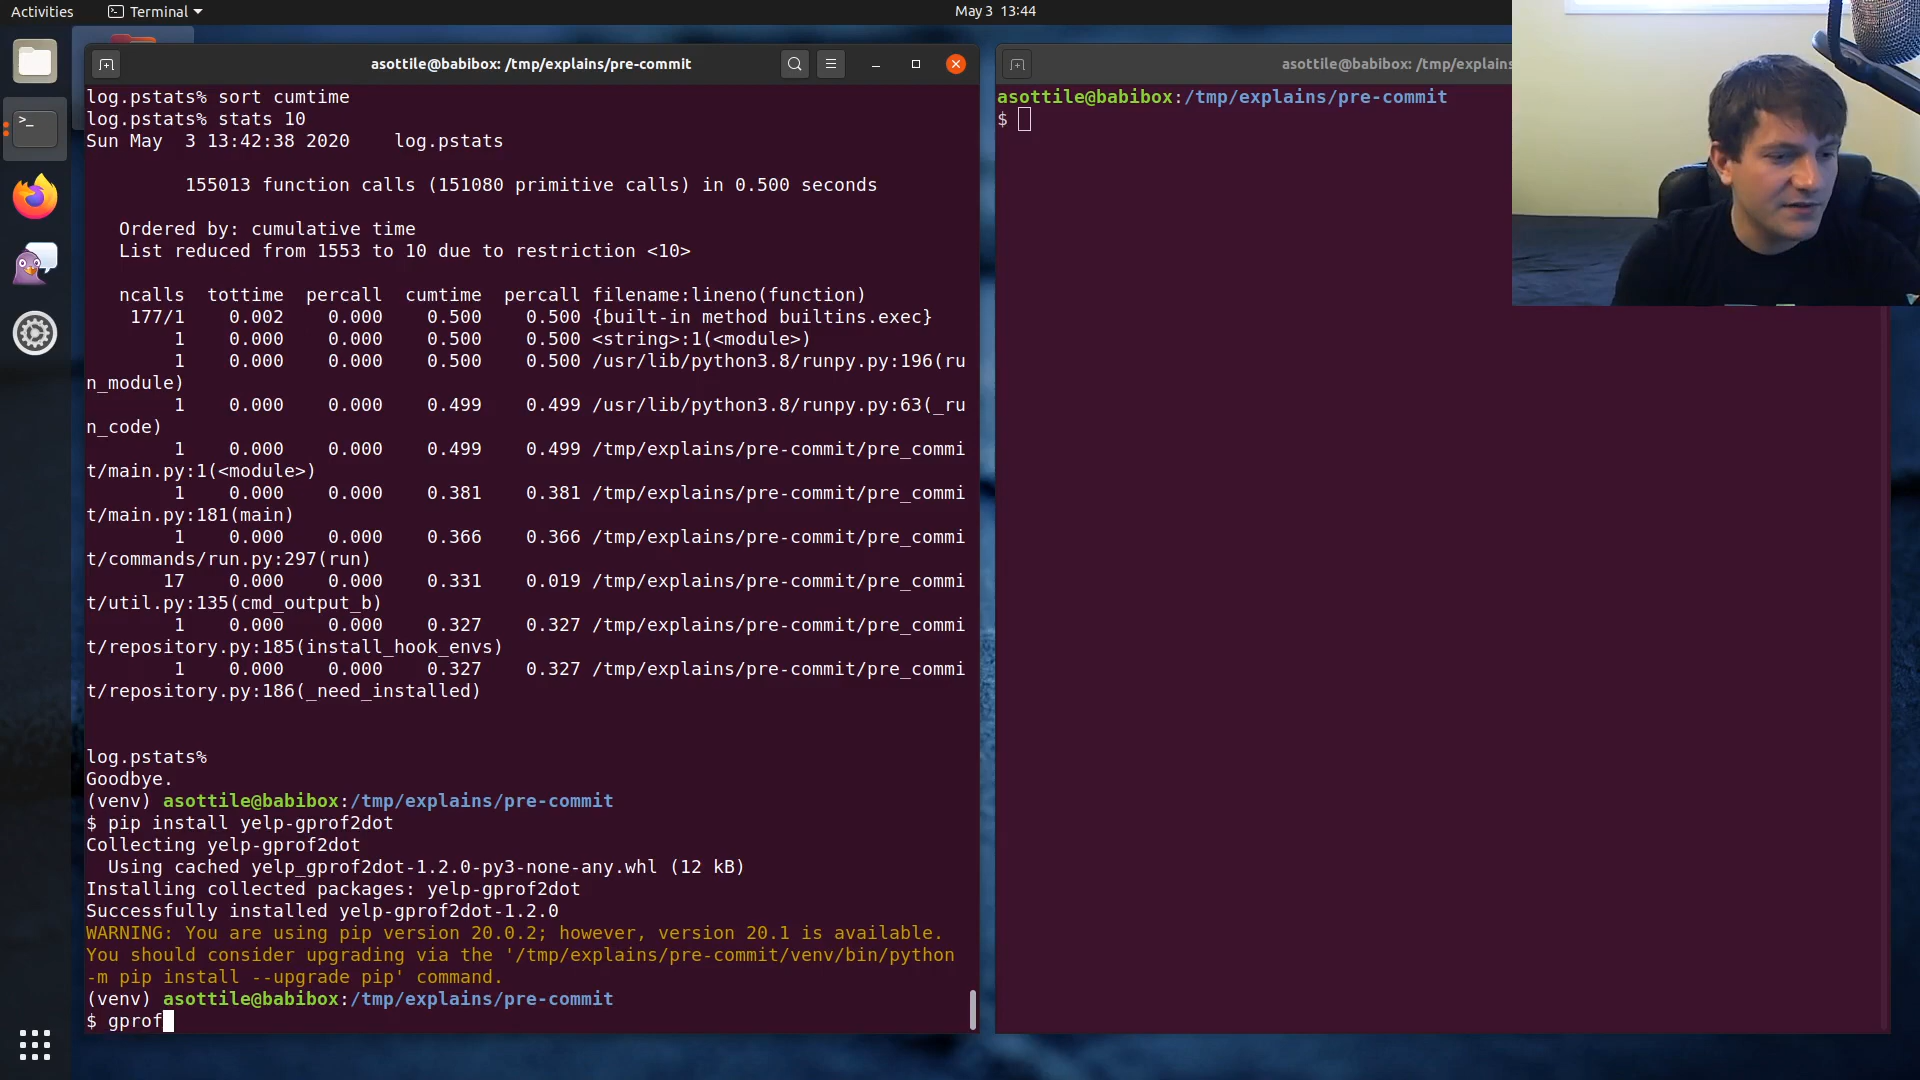 Activities
Terminal
May 3 13:44
asottile@babibox: /tmp/explains/pre-commit
log.pstats% sort cumtime
log.pstats% stats 10
Sun May  3 13:42:38 2020    log.pstats
155013 function calls (151080 primitive calls) in 0.500 seconds
Ordered by: cumulative time
List reduced from 1553 to 10 due to restriction <10>
ncalls  tottime  percall  cumtime  percall filename:lineno(function)
177/1    0.002    0.000    0.500    0.500 {built-in method builtins.exec}
1    0.000    0.000    0.500    0.500 <string>:1(<module>)
1    0.000    0.000    0.500    0.500 /usr/lib/python3.8/runpy.py:196(ru
n_module)
1    0.000    0.000    0.499    0.499 /usr/lib/python3.8/runpy.py:63(_ru
n_code)
1    0.000    0.000    0.499    0.499 /tmp/explains/pre-commit/pre_commi
t/main.py:1(<module>)
1    0.000    0.000    0.381    0.381 /tmp/explains/pre-commit/pre_commi
t/main.py:181(main)
1    0.000    0.000    0.366    0.366 /tmp/explains/pre-commit/pre_commi
t/commands/run.py:297(run)
17    0.000    0.000    0.331    0.019 /tmp/explains/pre-commit/pre_commi
t/util.py:135(cmd_output_b)
1    0.000    0.000    0.327    0.327 /tmp/explains/pre-commit/pre_commi
t/repository.py:185(install_hook_envs)
1    0.000    0.000    0.327    0.327 /tmp/explains/pre-commit/pre_commi
t/repository.py:186(_need_installed)
log.pstats%
Goodbye.
(venv) asottile@babibox:/tmp/explains/pre-commit
$ pip install yelp-gprof2dot
Collecting yelp-gprof2dot
Using cached yelp_gprof2dot-1.2.0-py3-none-any.whl (12 kB)
Installing collected packages: yelp-gprof2dot
Successfully installed yelp-gprof2dot-1.2.0
WARNING: You are using pip version 20.0.2; however, version 20.1 is available.
You should consider upgrading via the '/tmp/explains/pre-commit/venv/bin/python
-m pip install --upgrade pip' command.
(venv) asottile@babibox:/tmp/explains/pre-commit
$ gprof
asottile@babibox: /tmp/explains
asottile@babibox:/tmp/explains/pre-commit
$